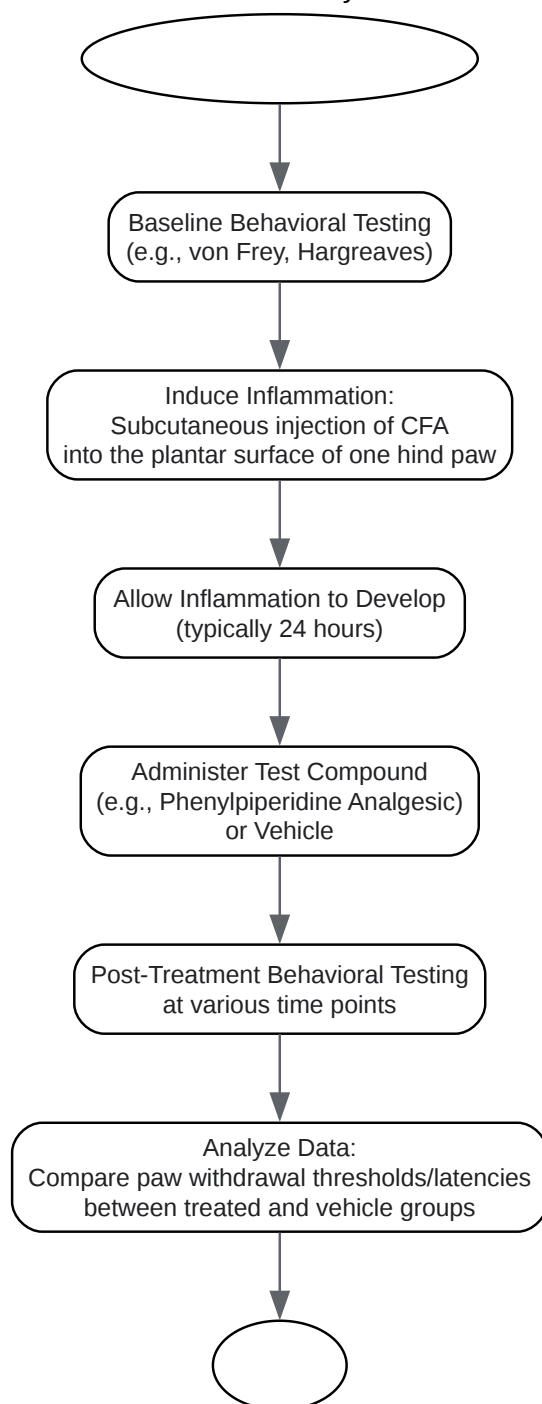 Baseline Behavioral Testing
(e.g., von Frey, Hargreaves)
Induce Inflammation:
Subcutaneous injection of CFA
into the plantar surface of one hind paw
Allow Inflammation to Develop
(typically 24 hours)
Administer Test Compound
(e.g., Phenylpiperidine Analgesic)
or Vehicle
Post-Treatment Behavioral Testing
at various time points
Analyze Data:
Compare paw withdrawal thresholds/latencies
between treated and vehicle groups